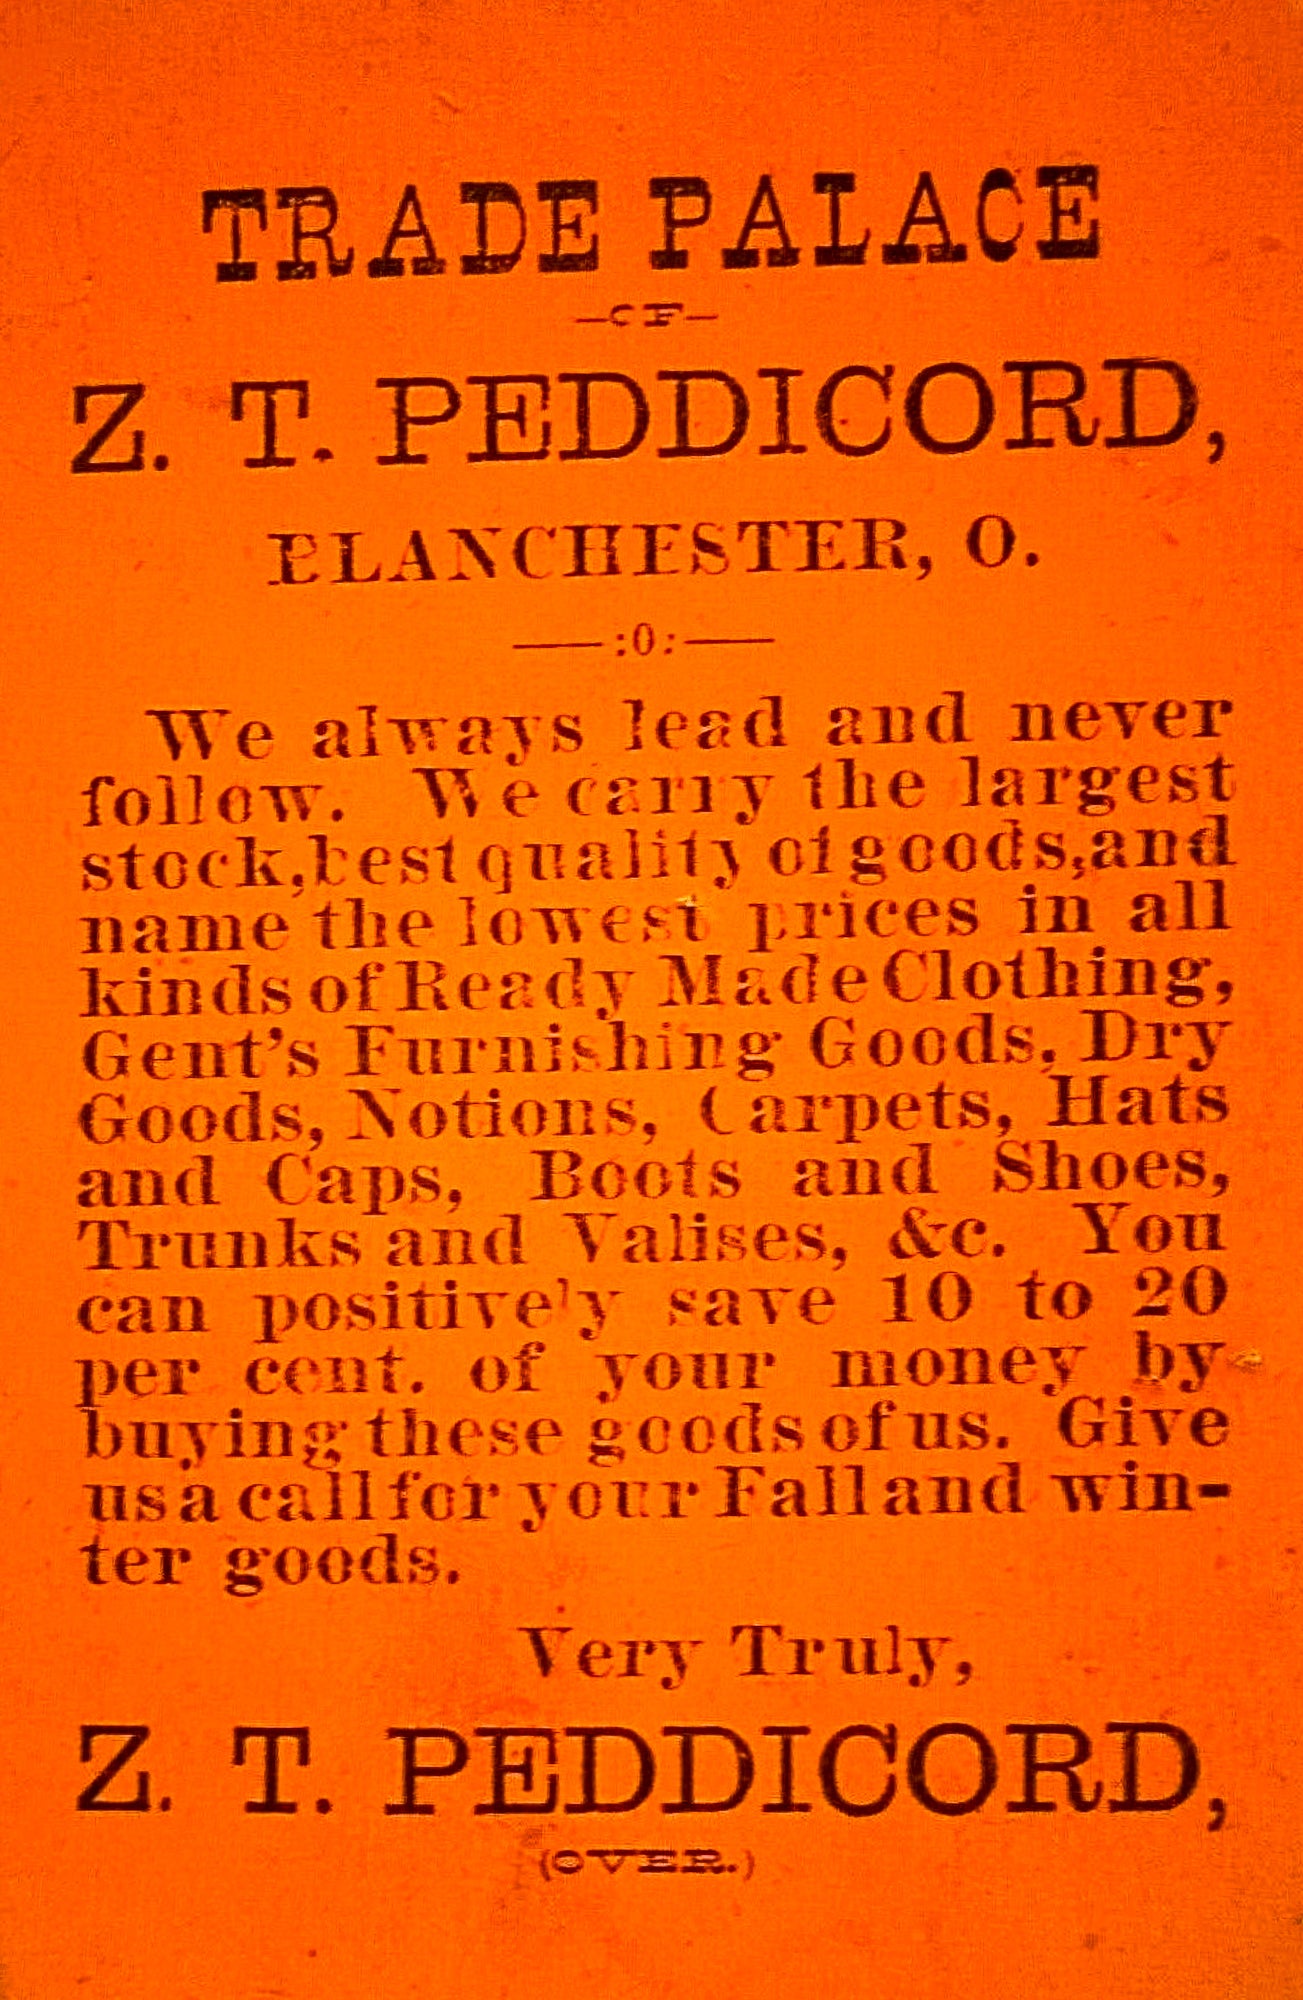 TRADE PALACE
—OF—
Z. T. PEDDICORD,
BLANCHESTER, O.
——:0:——
We always lead and never
follow. We carry the largest
stock, best quality of goods, and
name the lowest prices in all
kinds of Ready Made Clothing,
Gent's Furnishing Goods, Dry
Goods, Notions, Carpets, Hats
and Caps, Boots and Shoes,
Trunks and Valises, &c. You
can positively save 10 to 20
per cent. of your money by
buying these goods of us. Give
us a call for your Fall and win-
ter goods.
Very Truly,
Z. T. PEDDICORD,
(OVER.)